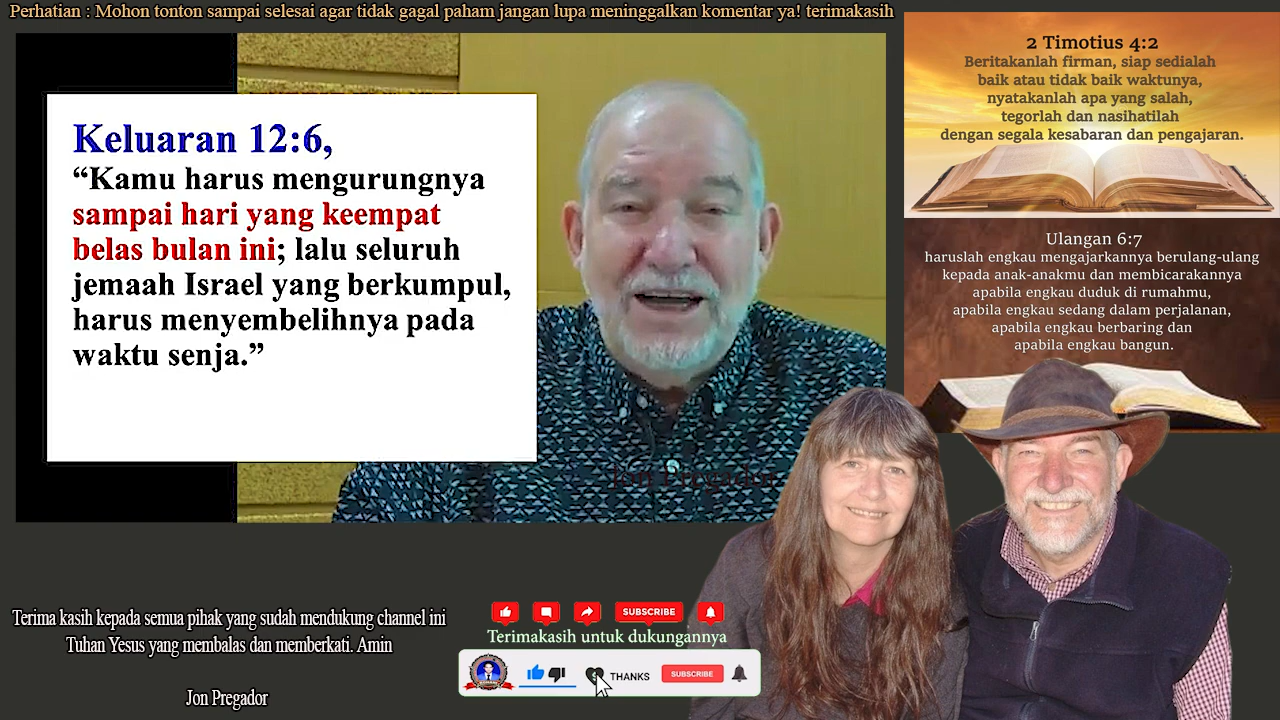 Perhatian : Mohon tonton sampai selesai agar tidak gagal paham jangan lupa meninggalkan komentar ya! terimakasih
Keluaran 12:6,
“Kamu harus mengurungnya
sampai hari yang keempat
belas bulan ini; lalu seluruh
jemaah Israel yang berkumpul,
harus menyembelihnya pada
waktu senja.”
Jon Pregador
2 Timotius 4:2
Beritakanlah firman, siap sedialah
baik atau tidak baik waktunya,
nyatakanlah apa yang salah,
tegorlah dan nasihatilah
dengan segala kesabaran dan pengajaran.
Ulangan 6:7
haruslah engkau mengajarkannya berulang-ulang
kepada anak-anakmu dan membicarakannya
apabila engkau duduk di rumahmu,
apabila engkau sedang dalam perjalanan,
apabila engkau berbaring dan
apabila engkau bangun.
Terima kasih kepada semua pihak yang sudah mendukung channel ini
Tuhan Yesus yang membalas dan memberkati. Amin
Jon Pregador
SUBSCRIBE
Terimakasih untuk dukungannya
THANKS
SUBSCRIBE